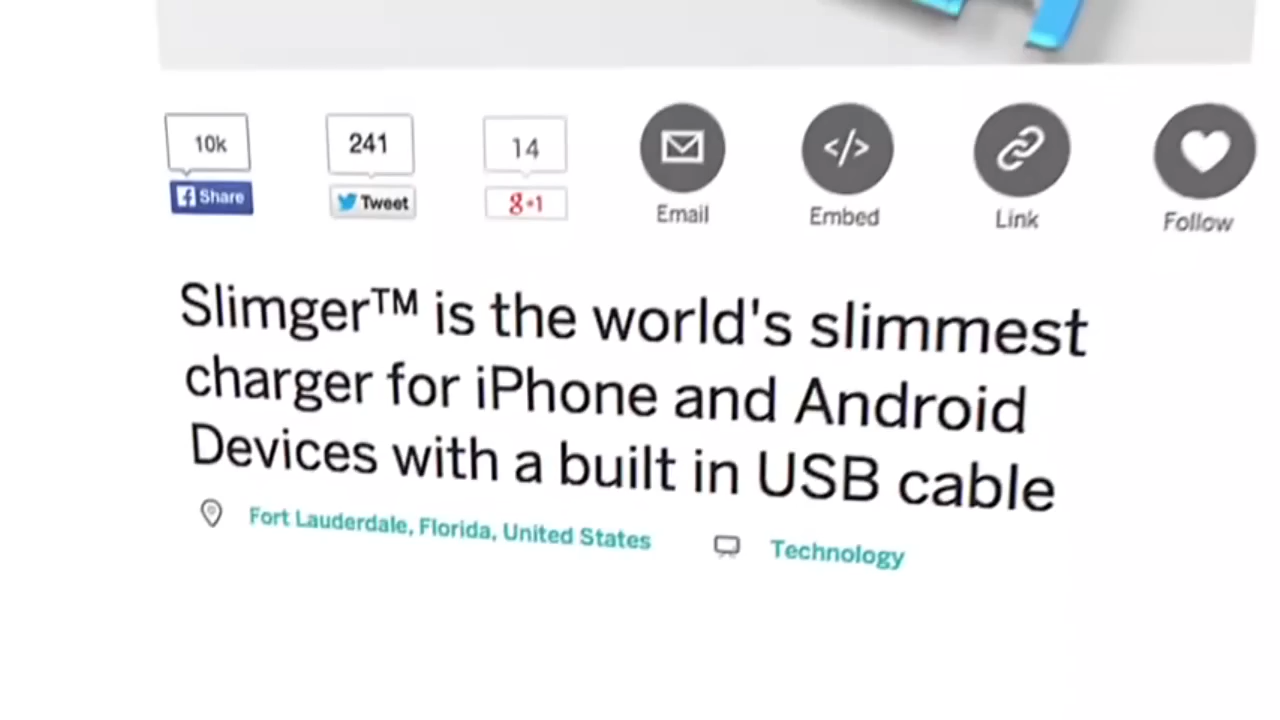 10k 241 14
Share Tweet g+1
Email Embed Link Follow
Slimger™ is the world's slimmest
charger for iPhone and Android
Devices with a built in USB cable
Fort Lauderdale, Florida, United States Technology